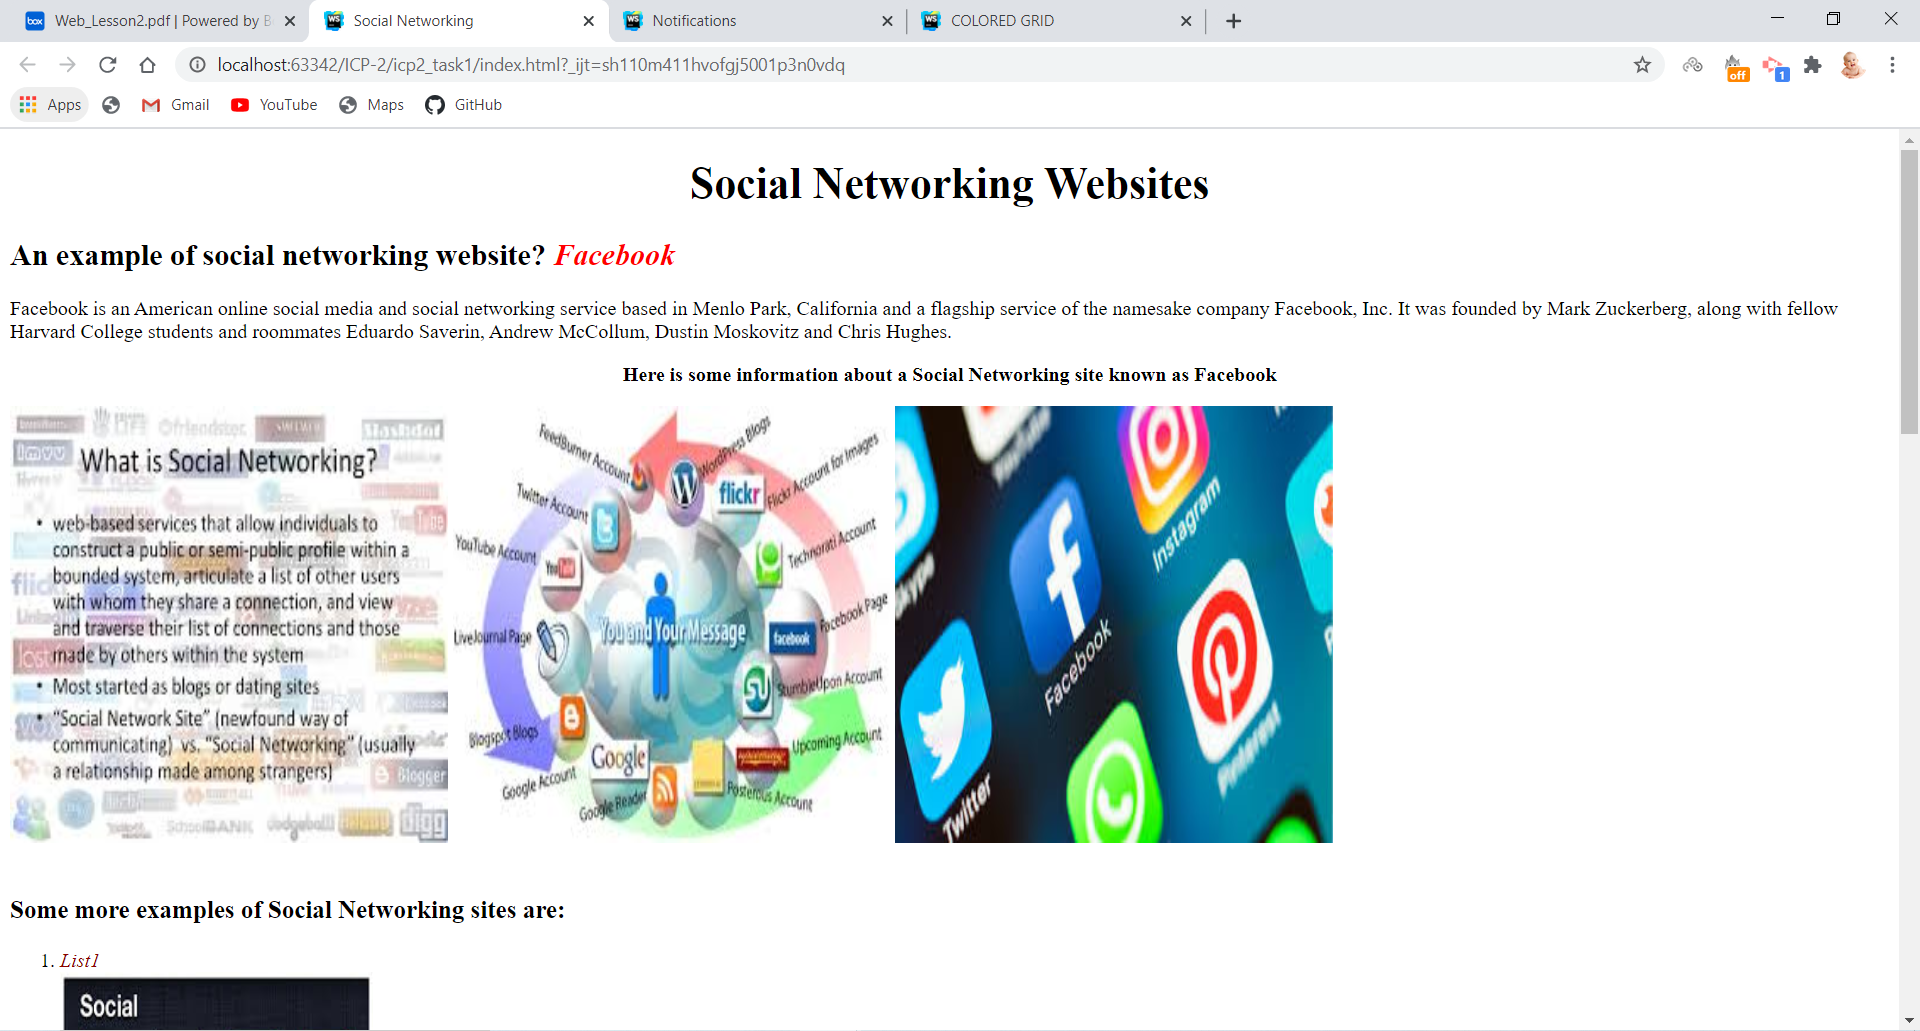 Web_Lesson2.pdf | Powered by B
Social Networking
Notifications
COLORED GRID
localhost:63342/ICP-2/icp2_task1/index.html?_ijt=sh110m411hvofgj5001p3n0vdq
off
1
Apps
Gmail
YouTube
Maps
GitHub
Social Networking Websites
An example of social networking website? Facebook
Facebook is an American online social media and social networking service based in Menlo Park, California and a flagship service of the namesake company Facebook, Inc. It was founded by Mark Zuckerberg, along with fellow
Harvard College students and roommates Eduardo Saverin, Andrew McCollum, Dustin Moskovitz and Chris Hughes.
Here is some information about a Social Networking site known as Facebook
friendster
What is Social Networking?
• web-based services that allow individuals to
construct a public or semi-public profile within a
bounded system, articulate a list of other users
with whom they share a connection, and view
and traverse their list of connections and those
made by others within the system
• Most started as blogs or dating sites
• "Social Network Site" (newfound way of
communicating) vs. "Social Networking" (usually
a relationship made among strangers)
Blogger
digg
FeedBurner Account
WordPress Blogs
flickr
Flickr Account for Images
Twitter Account
Technorati Account
YouTube Account
You Tube
Facebook Page
LiveJournal Page
You and Your Message
facebook
StumbleUpon Account
Blogspot Blogs
Upcoming Account
Google
Google Account
Google Reader
Posterous Account
YouTube
Instagram
Facebook
Pinterest
Twitter
Some more examples of Social Networking sites are:
1. List1
Social